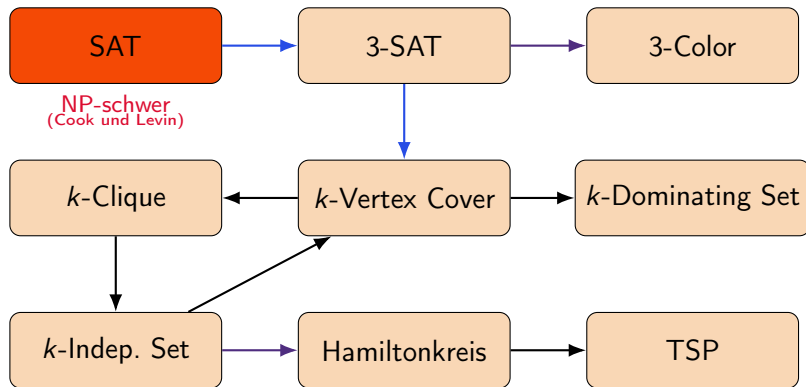 SAT
3-SAT
3-Color
NP-schwer
(Cook und Levin)
k-Clique
k-Vertex Cover
k-Dominating Set
k-Indep. Set
Hamiltonkreis
TSP